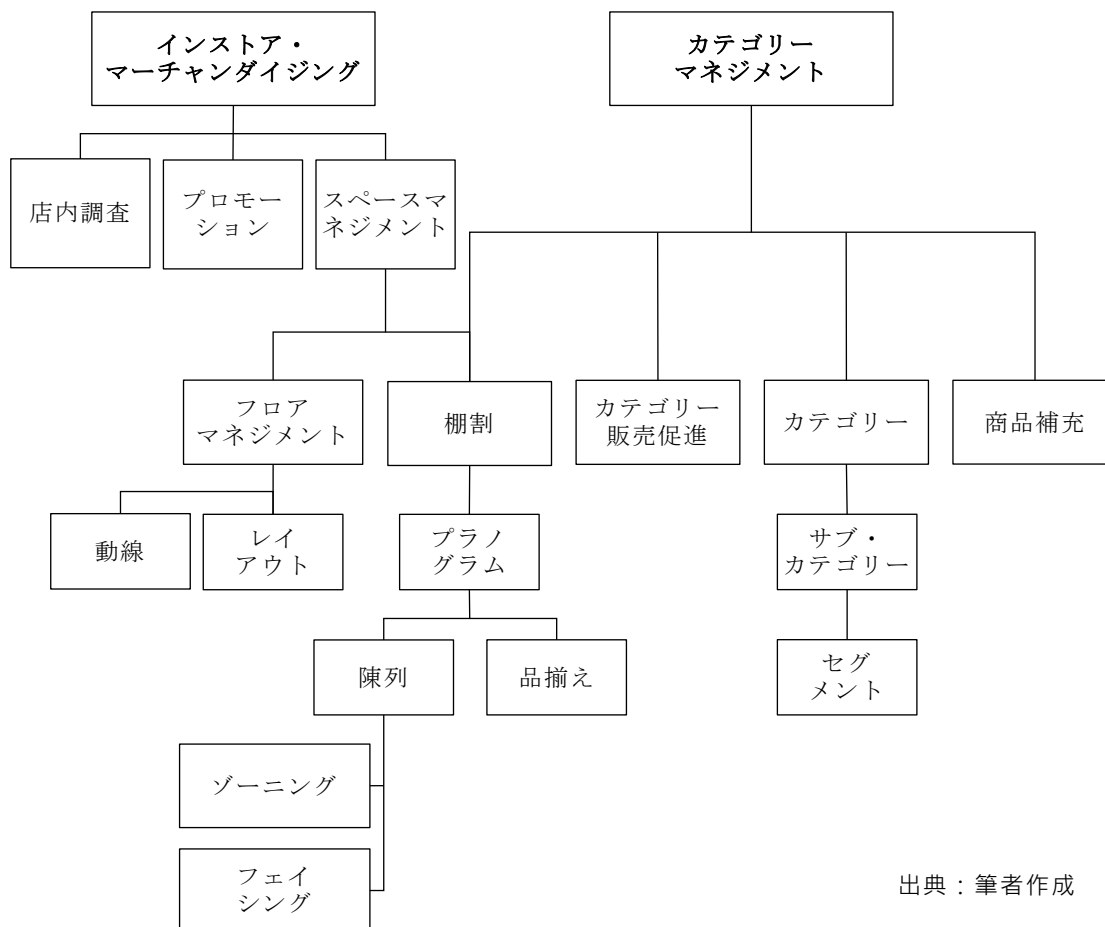 インストア・
マーチャンダイジング
カテゴリー
マネジメント
店内調査
プロモー
ション
スペースマ
ネジメント
フロア
マネジメント
棚割
カテゴリー
販売促進
カテゴリー
商品補充
動線
レイ
アウト
プラノ
グラム
サブ・
カテゴリー
陳列
品揃え
セグ
メント
ゾーニング
フェイ
シング
出典：筆者作成